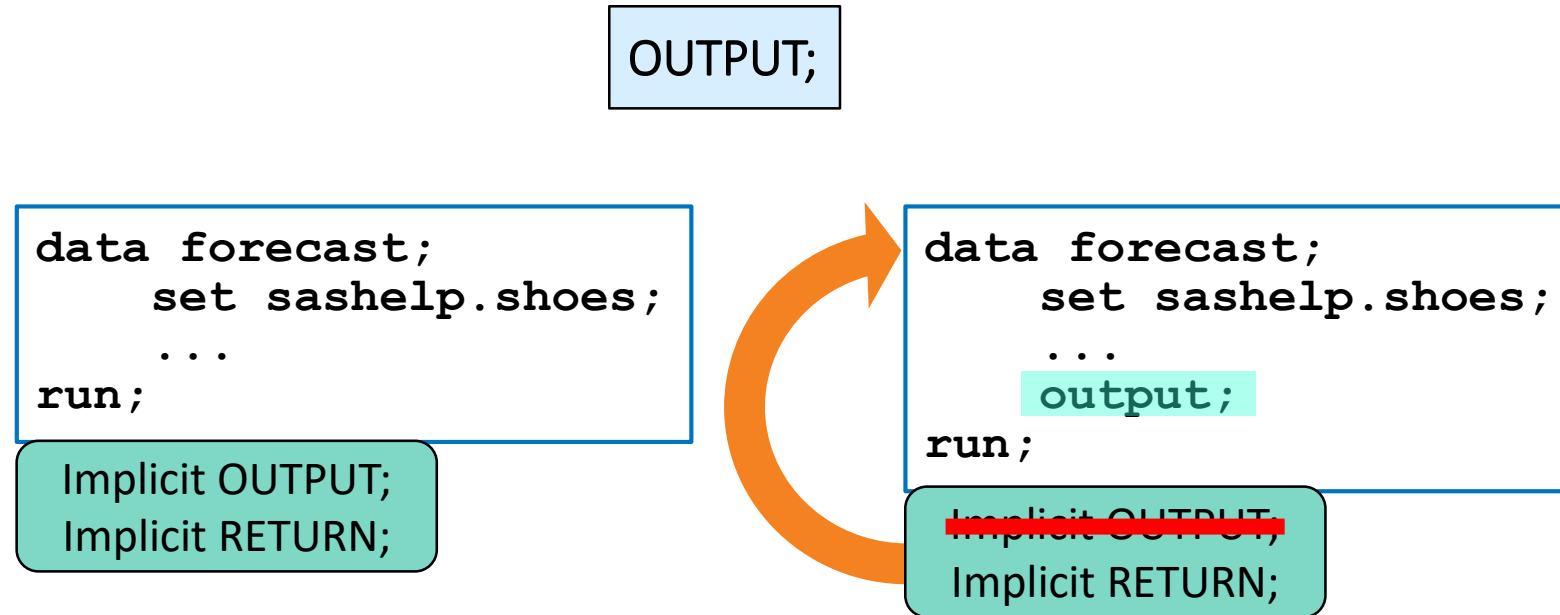 OUTPUT;
data forecast;
set sashelp.shoes;
...
run;
Implicit OUTPUT;
Implicit RETURN;
data forecast;
set sashelp.shoes;
...
output;
run;
Implicit OUTPUT;
Implicit RETURN;